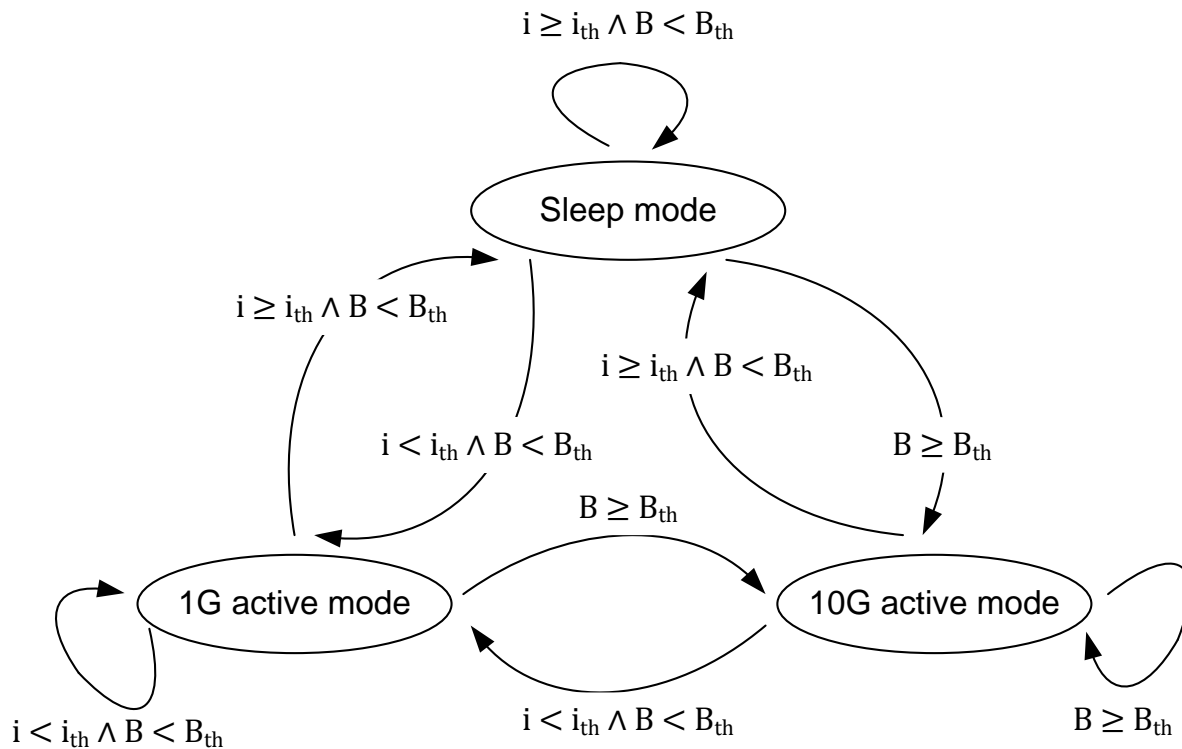 i ≥ i_th ∧ B < B_th
Sleep mode
i ≥ i_th ∧ B < B_th
i ≥ i_th ∧ B < B_th
i < i_th ∧ B < B_th
B ≥ B_th
B ≥ B_th
1G active mode
10G active mode
i < i_th ∧ B < B_th
i < i_th ∧ B < B_th
B ≥ B_th